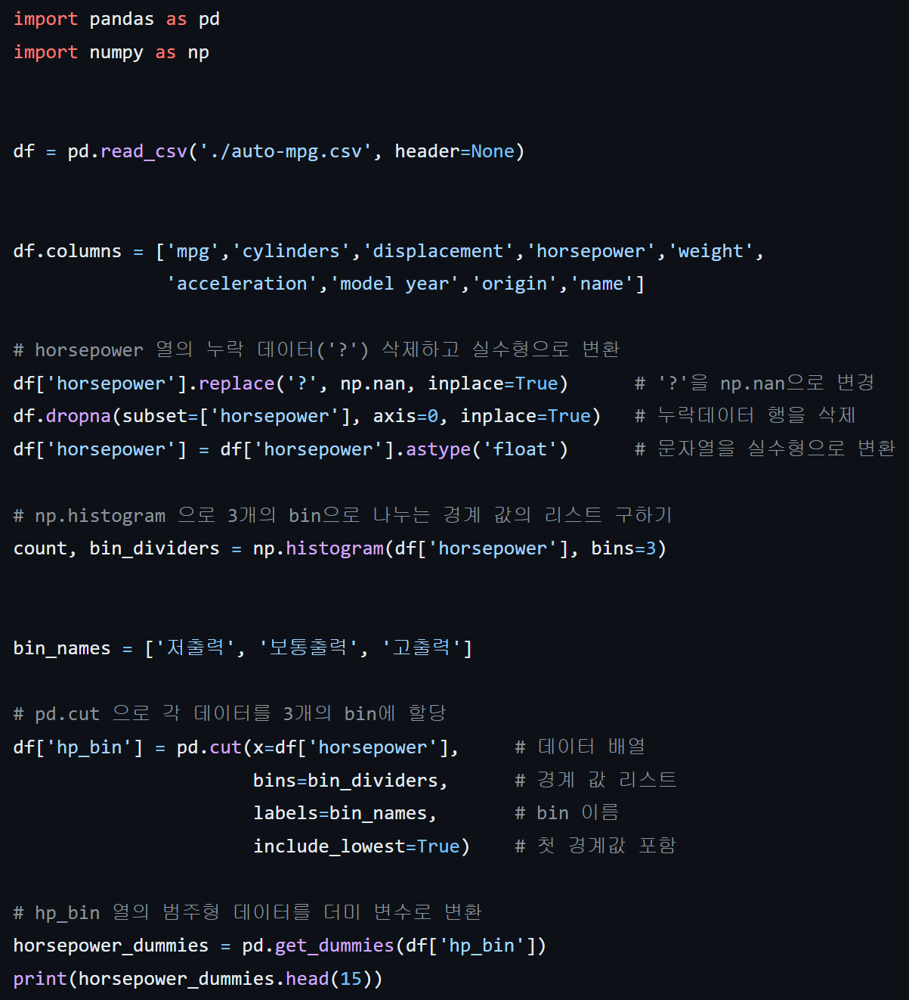 import pandas as pd
import numpy as np
df = pd.read_csv('./auto-mpg.csv', header=None)
df.columns = ['mpg','cylinders','displacement','horsepower','weight',
'acceleration','model year','origin','name']
# horsepower 열의 누락 데이터('?') 삭제하고 실수형으로 변환
df['horsepower'].replace('?', np.nan, inplace=True)      # '?'을 np.nan으로 변경
df.dropna(subset=['horsepower'], axis=0, inplace=True)   # 누락데이터 행을 삭제
df['horsepower'] = df['horsepower'].astype('float')      # 문자열을 실수형으로 변환
# np.histogram 으로 3개의 bin으로 나누는 경계 값의 리스트 구하기
count, bin_dividers = np.histogram(df['horsepower'], bins=3)
bin_names = ['저출력', '보통출력', '고출력']
# pd.cut 으로 각 데이터를 3개의 bin에 할당
df['hp_bin'] = pd.cut(x=df['horsepower'],     # 데이터 배열
bins=bin_dividers,      # 경계 값 리스트
labels=bin_names,       # bin 이름
include_lowest=True)    # 첫 경계값 포함
# hp_bin 열의 범주형 데이터를 더미 변수로 변환
horsepower_dummies = pd.get_dummies(df['hp_bin'])
print(horsepower_dummies.head(15))